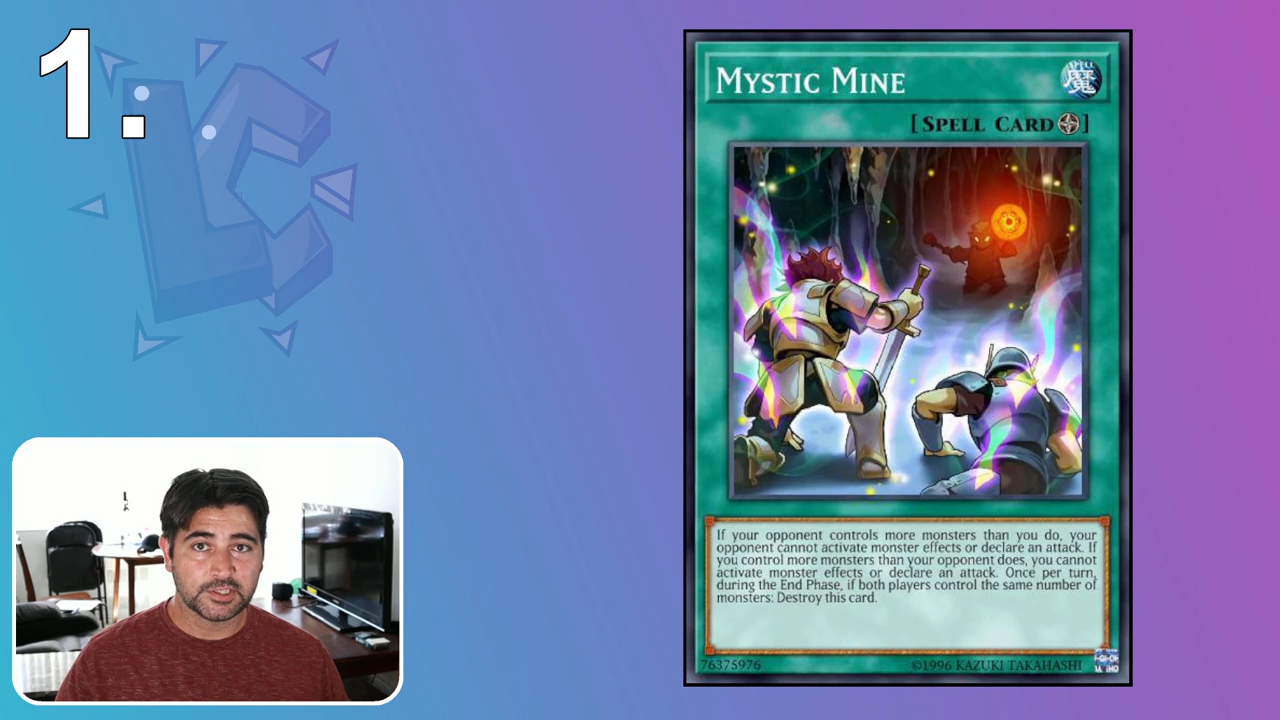 1.
LC
MYSTIC MINE
魔
[SPELL CARD]
If your opponent controls more monsters than you do, your
opponent cannot activate monster effects or declare an attack. If
you control more monsters than your opponent does, you cannot
activate monster effects or declare an attack. Once per turn,
during the End Phase, if both players control the same number of
monsters: Destroy this card.
76375976
©1996 KAZUKI TAKAHASHI